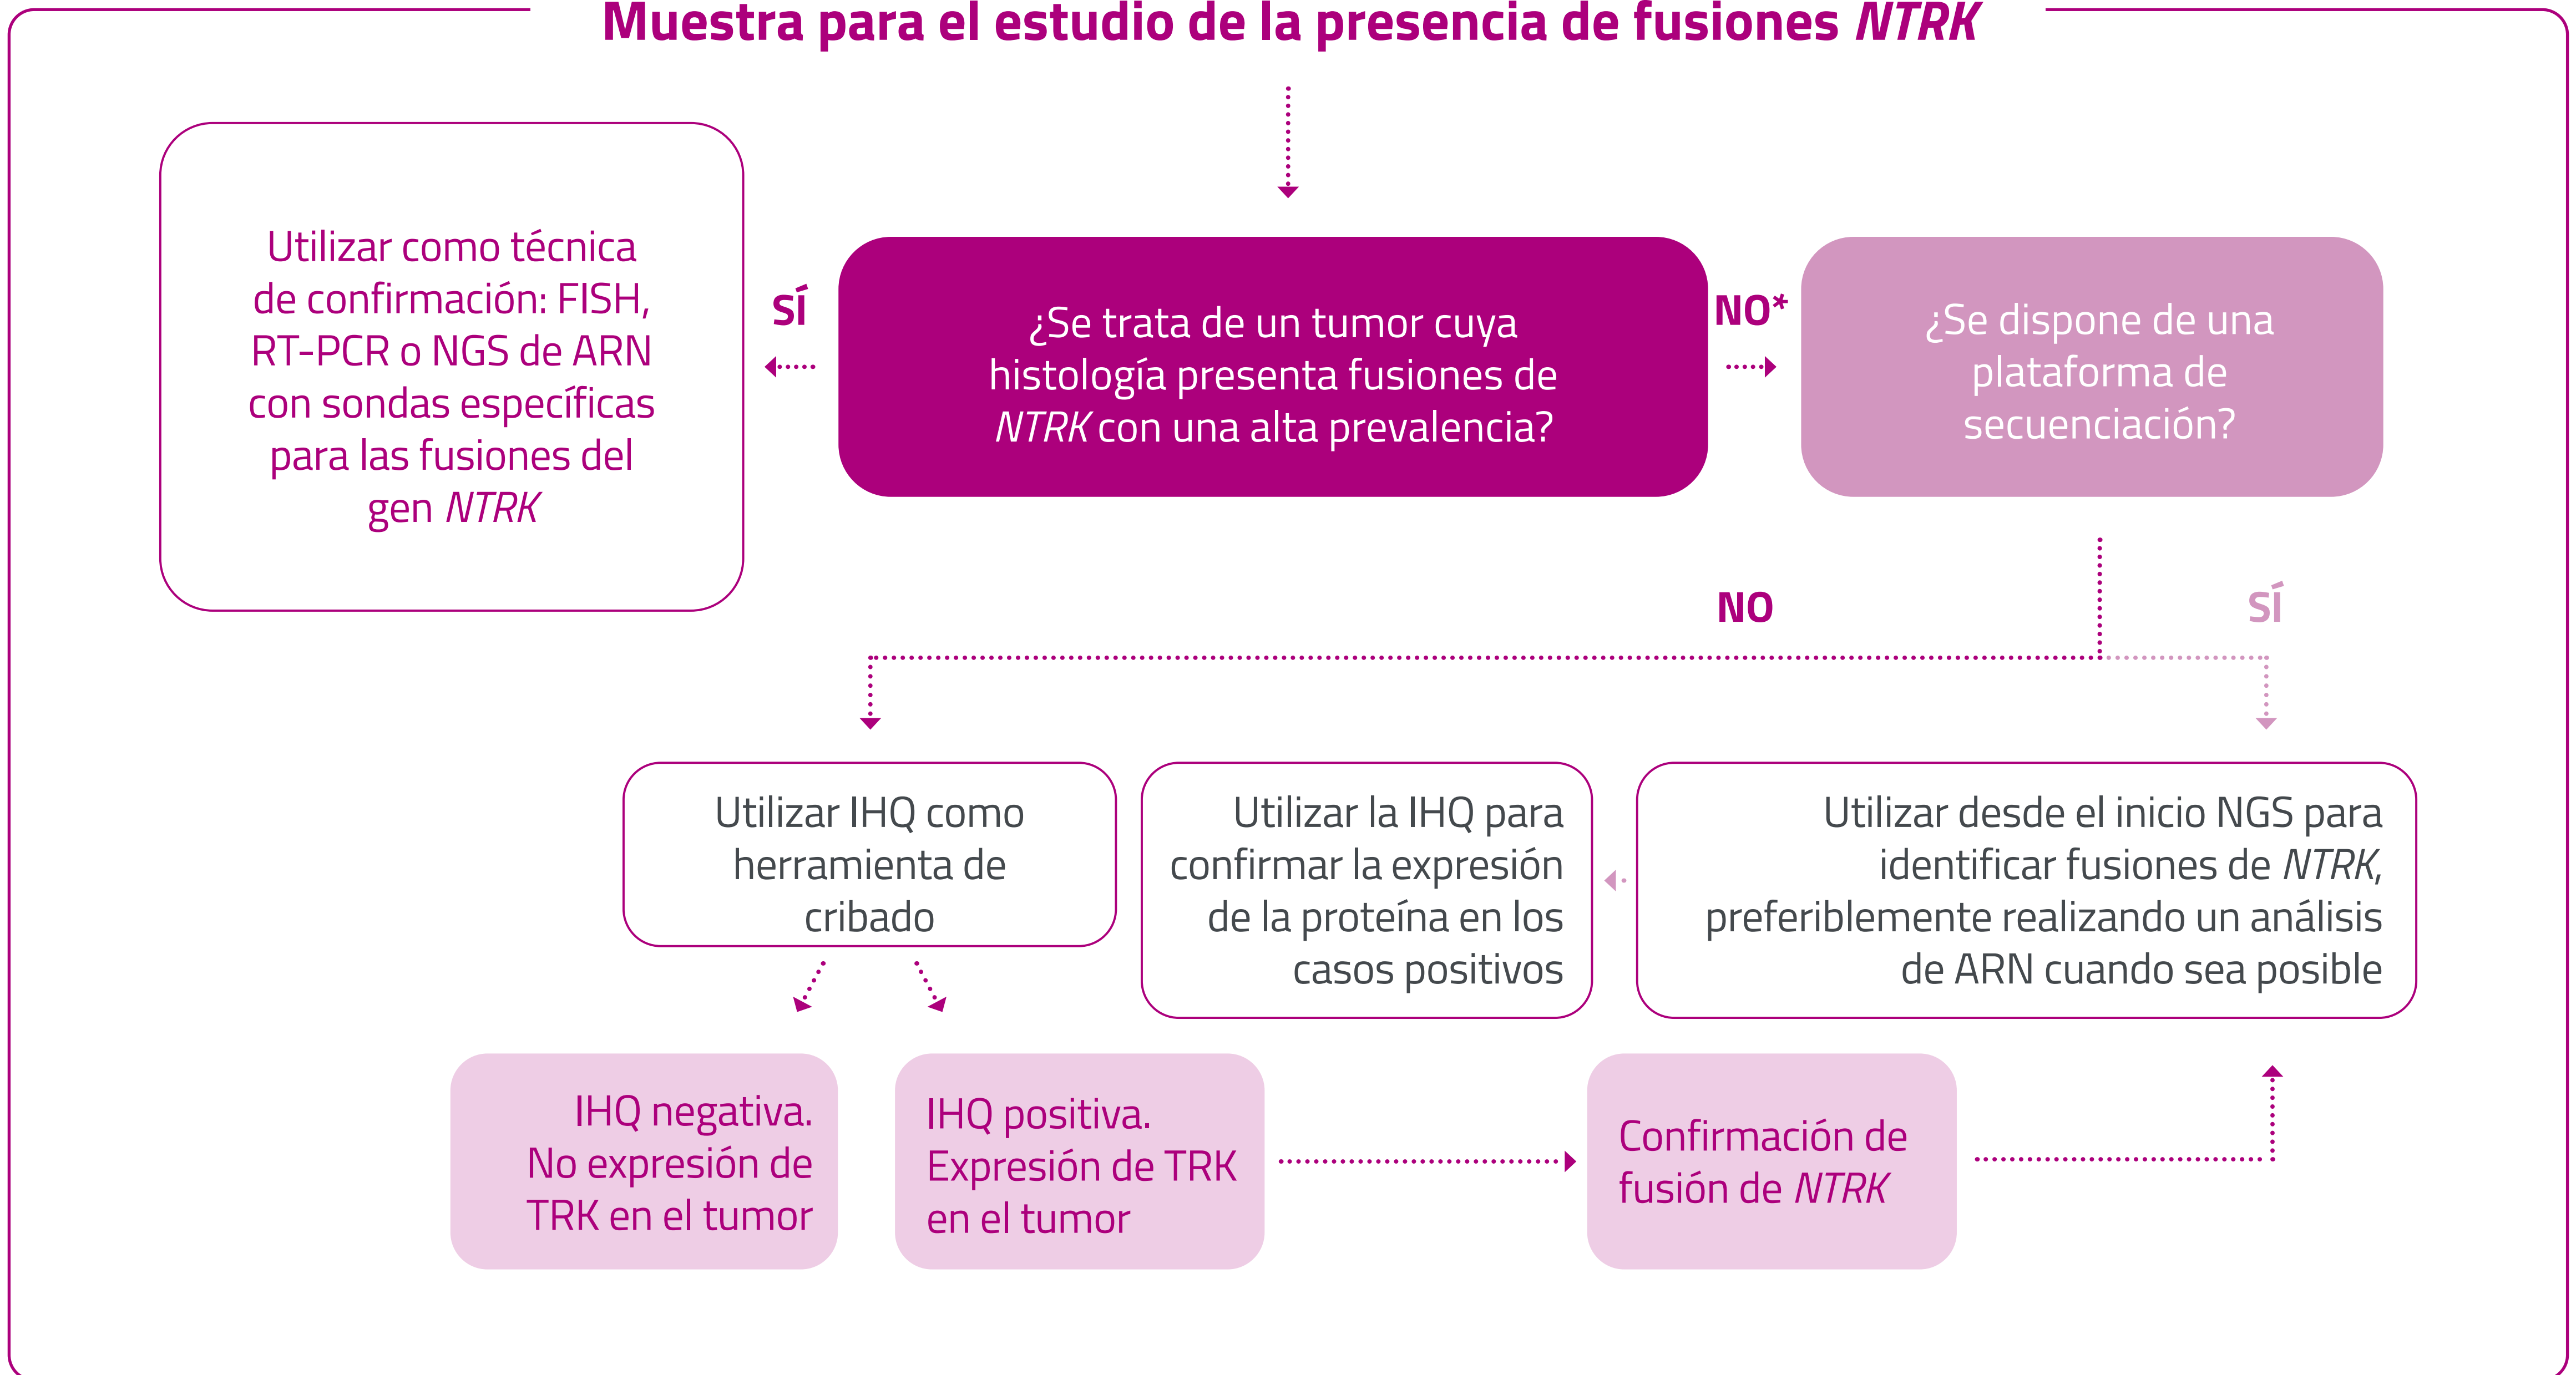 Muestra para el estudio de la presencia de fusiones NTRK
Utilizar como técnica
de confirmación: FISH,
RT-PCR o NGS de ARN
con sondas específicas
para las fusiones del
gen NTRK
SÍ
¿Se trata de un tumor cuya
histología presenta fusiones de
NTRK con una alta prevalencia?
NO*
¿Se dispone de una
plataforma de
secuenciación?
NO
SÍ
Utilizar IHQ como
herramienta de
cribado
Utilizar la IHQ para
confirmar la expresión
de la proteína en los
casos positivos
Utilizar desde el inicio NGS para
identificar fusiones de NTRK,
preferiblemente realizando un análisis
de ARN cuando sea posible
IHQ negativa.
No expresión de
TRK en el tumor
IHQ positiva.
Expresión de TRK
en el tumor
Confirmación de
fusión de NTRK